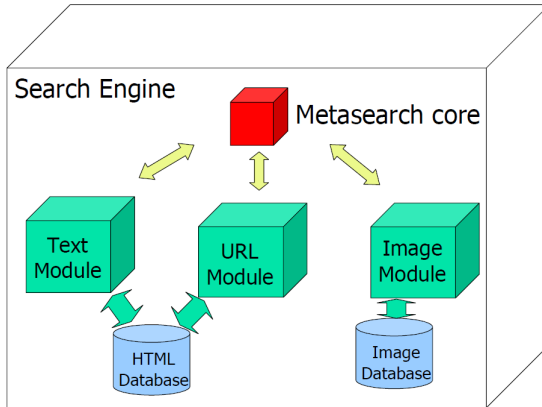 Search Engine
Metasearch core
Text
Module
URL
Module
Image
Module
HTML
Database
Image
Database